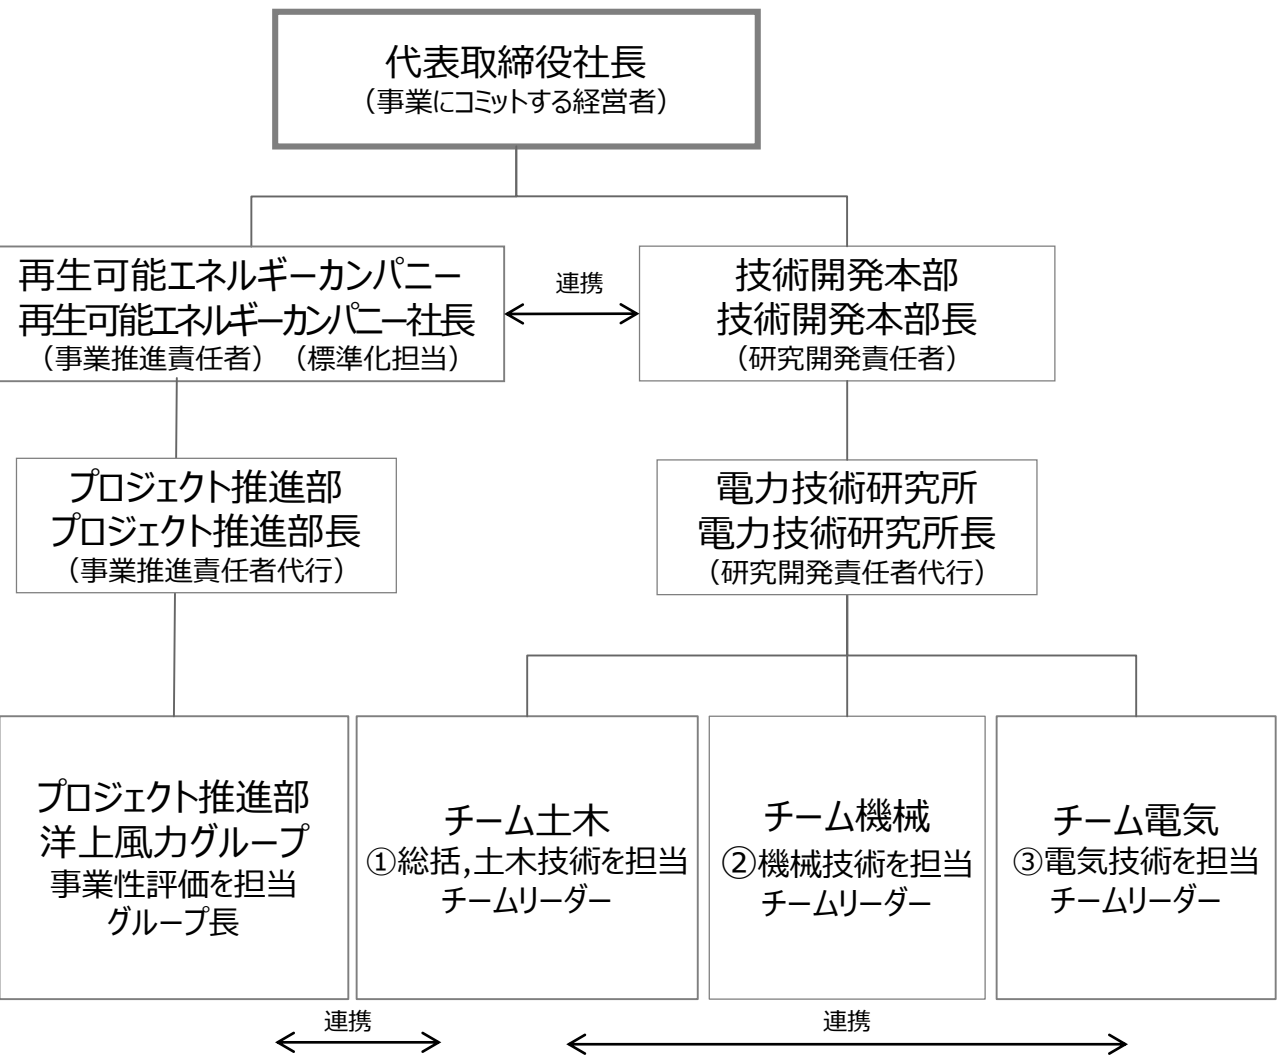 代表取締役社長
（事業にコミットする経営者）
再生可能エネルギーカンパニー
再生可能エネルギーカンパニー社長
（事業推進責任者）（標準化担当）
連携
技術開発本部
技術開発本部長
（研究開発責任者）
プロジェクト推進部
プロジェクト推進部長
（事業推進責任者代行）
電力技術研究所
電力技術研究所長
（研究開発責任者代行）
プロジェクト推進部
洋上風力グループ
事業性評価を担当
グループ長
チーム土木
①総括,土木技術を担当
チームリーダー
チーム機械
②機械技術を担当
チームリーダー
チーム電気
③電気技術を担当
チームリーダー
連携
連携